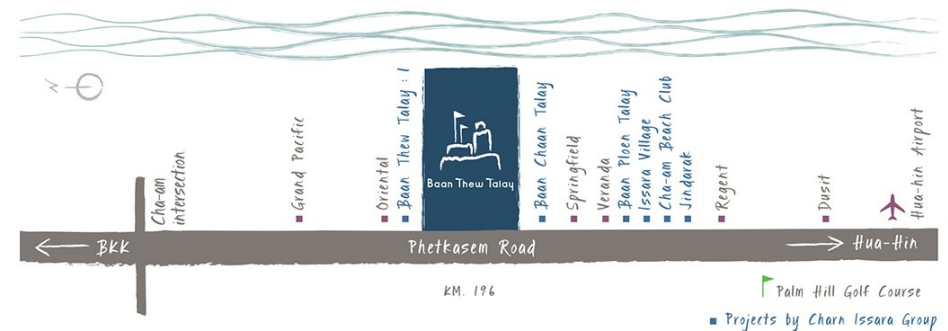 N
Cha-am
intersection
Grand Pacific
Oriental
Baan Thew Talay : 1
Baan Thew Talay
Baan Chaan Talay
Springfield
Veranda
Baan Ploen Talay
Issara Village
Cha-am Beach Club
Jindarak
Regent
Dusit
Hua-hin Airport
BKK
Phetkasem Road
Hua-Hin
KM. 196
Palm Hill Golf Course
Projects by Charn Issara Group